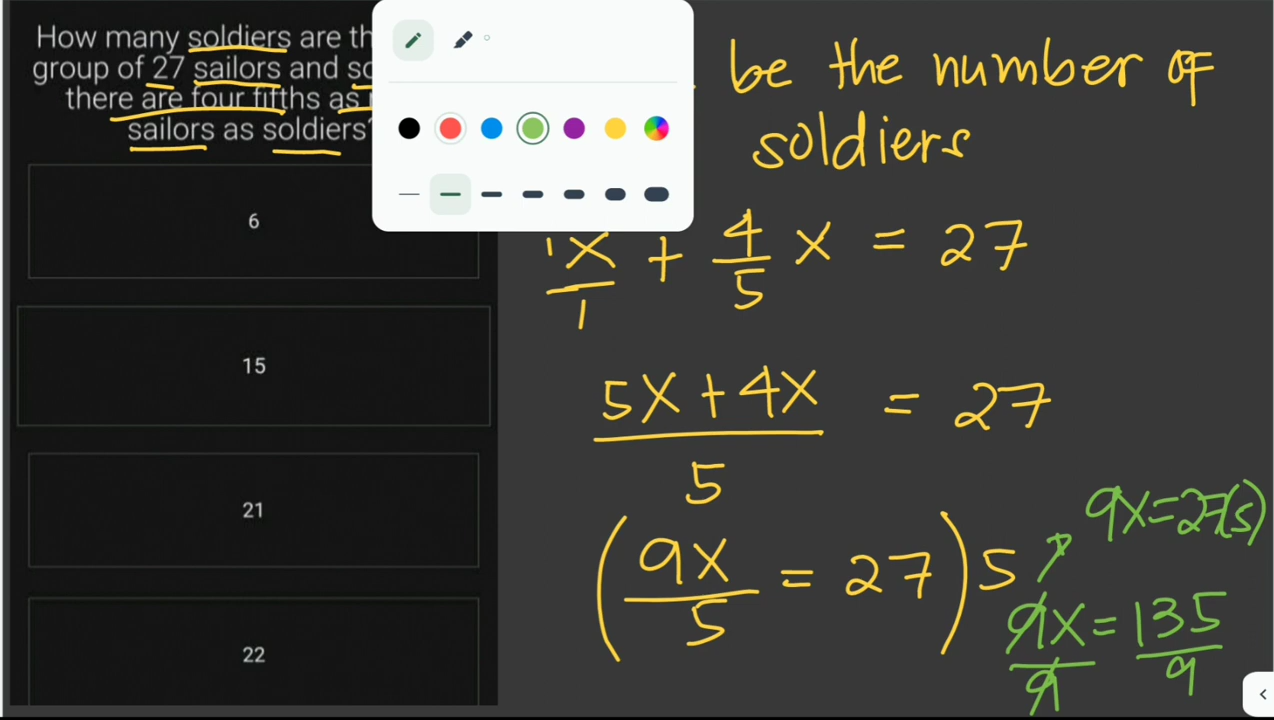 How many soldiers are th
group of 27 sailors and so
there are four fifths as
sailors as soldiers?
6
15
21
22
be the number of
soldiers
1x/1 + 4/5 x = 27
5x+4x/5 = 27
(9x/5 = 27)5
9x=27(5)
9x/9 = 135/9